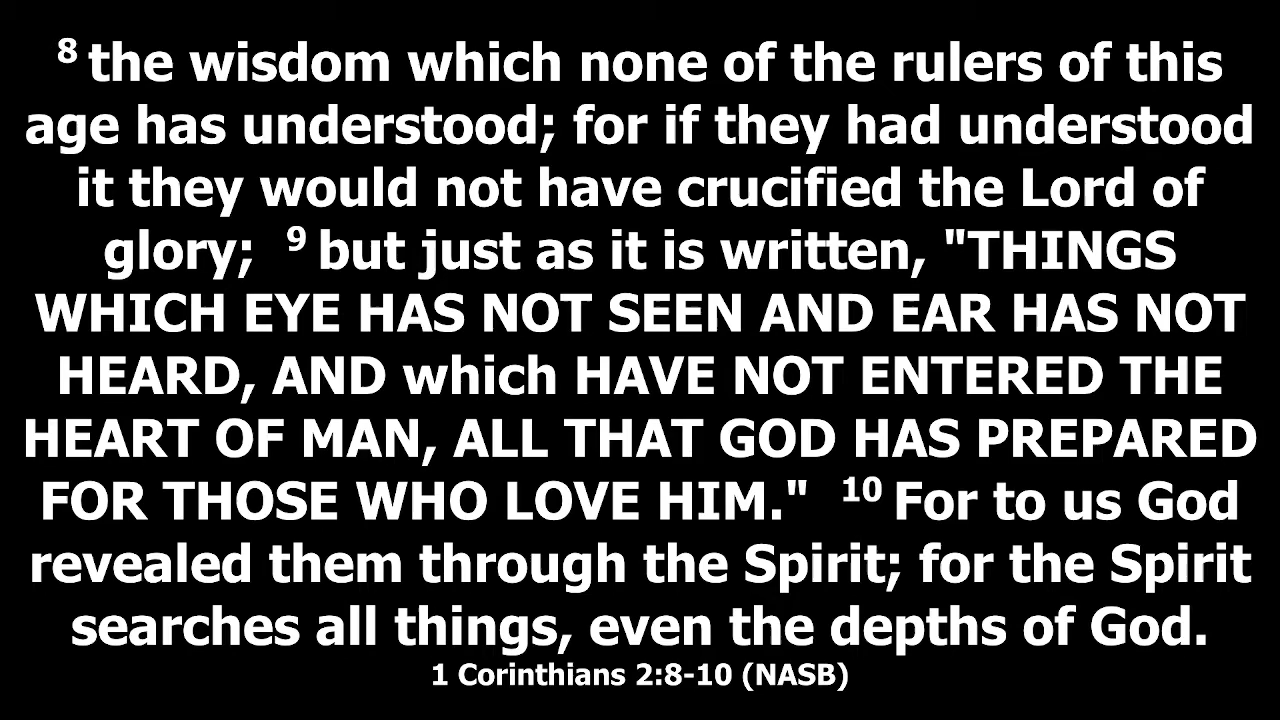 8 the wisdom which none of the rulers of this
age has understood; for if they had understood
it they would not have crucified the Lord of
glory; 9 but just as it is written, "THINGS
WHICH EYE HAS NOT SEEN AND EAR HAS NOT
HEARD, AND which HAVE NOT ENTERED THE
HEART OF MAN, ALL THAT GOD HAS PREPARED
FOR THOSE WHO LOVE HIM." 10 For to us God
revealed them through the Spirit; for the Spirit
searches all things, even the depths of God.
1 Corinthians 2:8-10 (NASB)